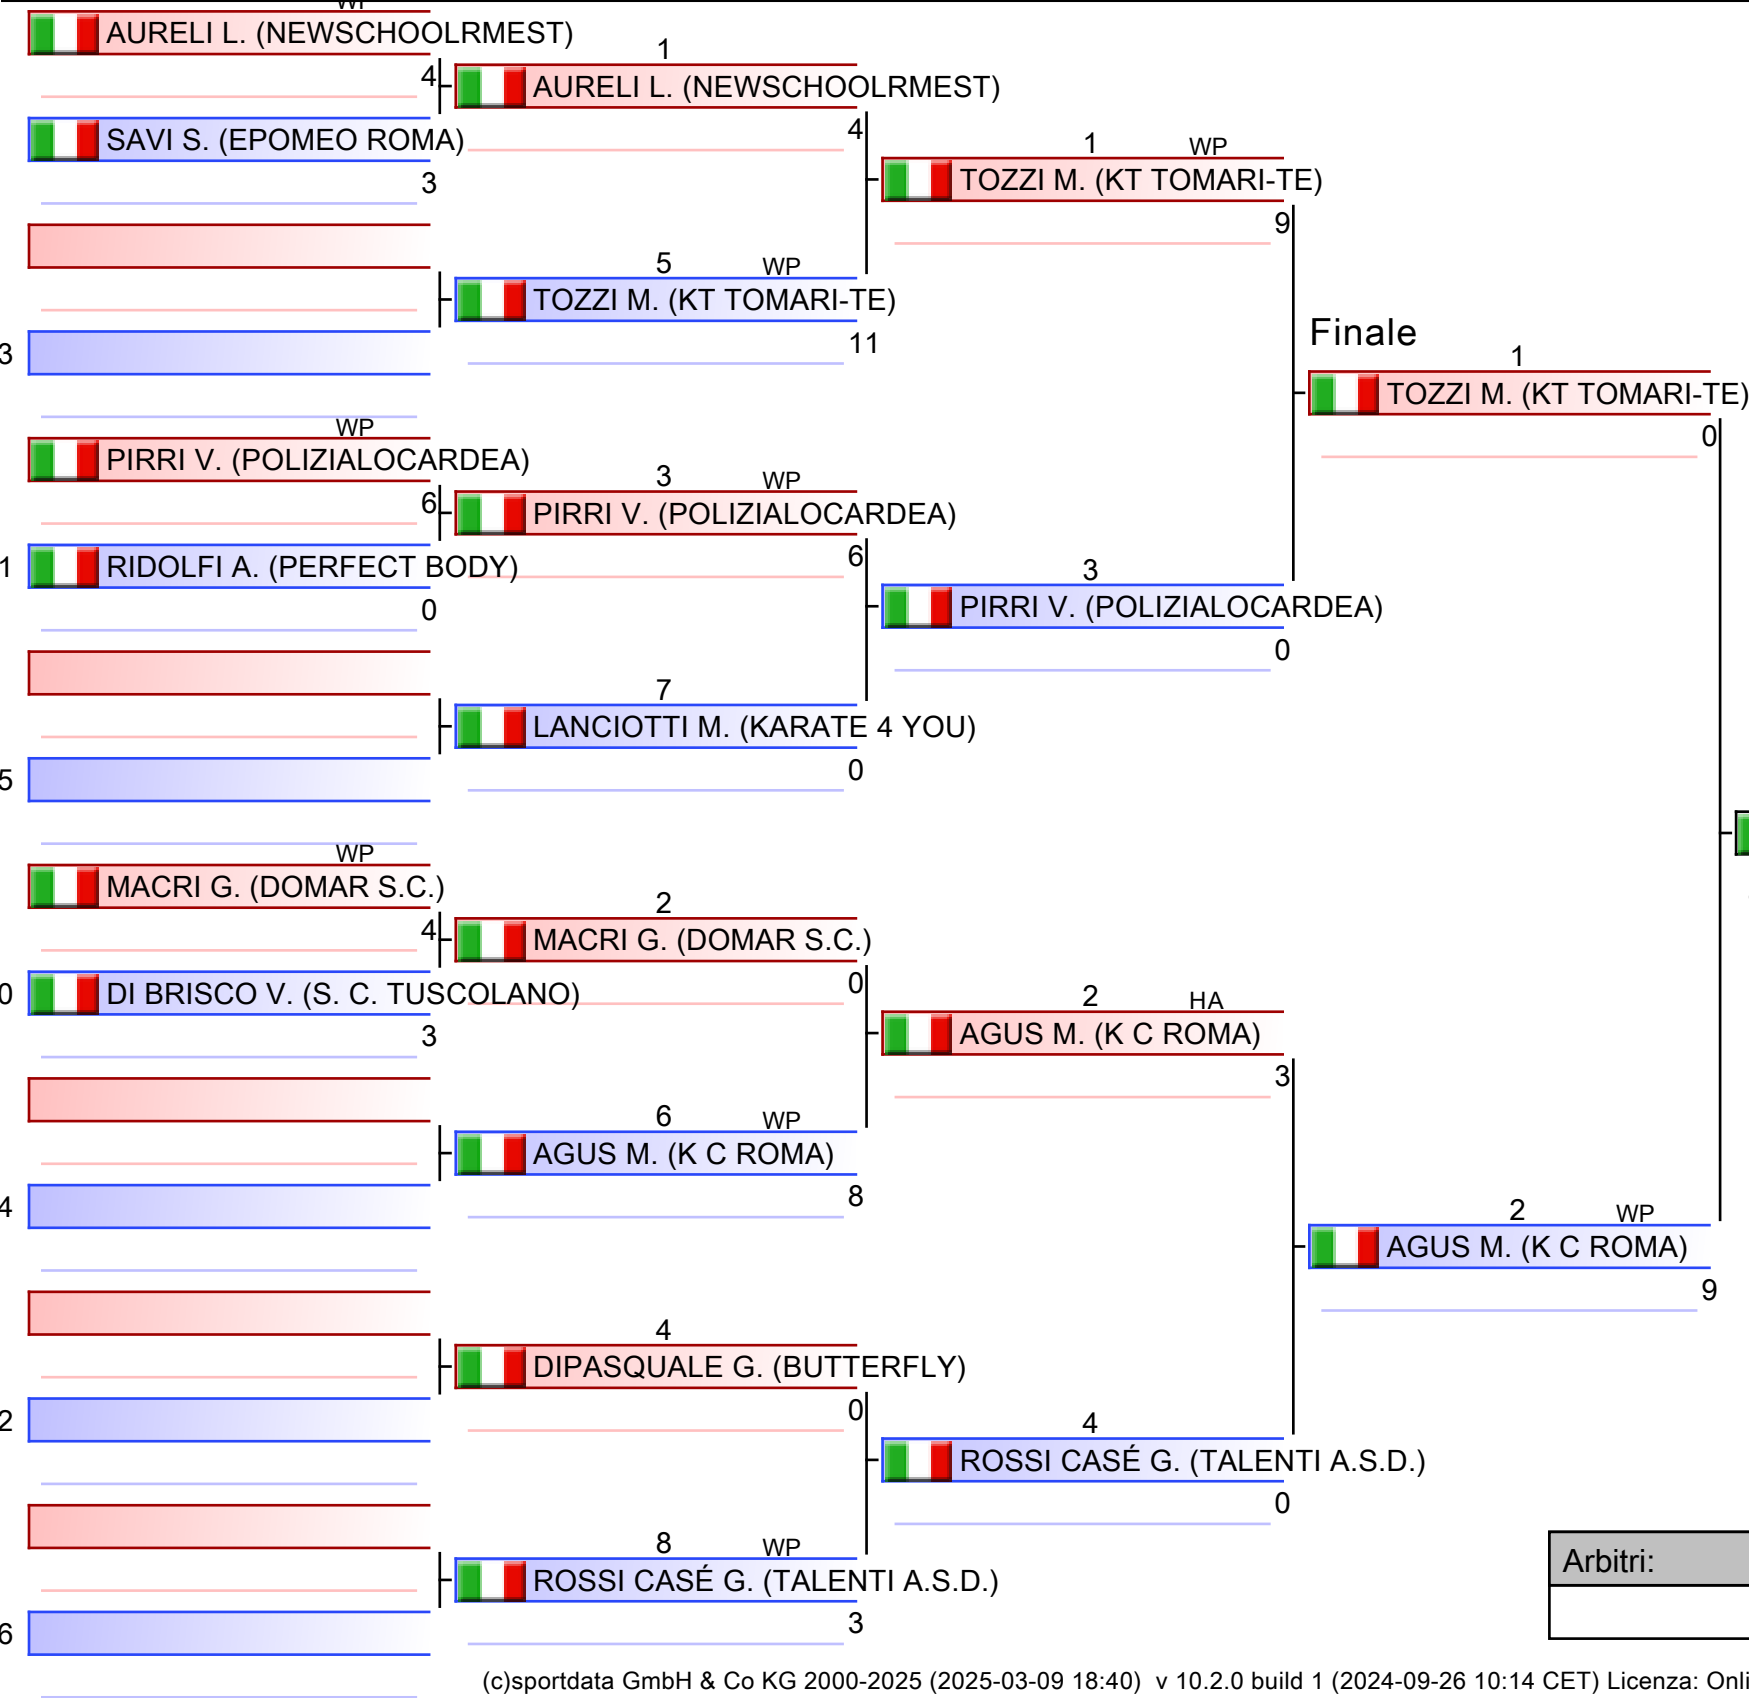 WP
AURELI L. (NEWSCHOOLRMEST)
4
SAVI S. (EPOMEO ROMA)
3
3
WP
PIRRI V. (POLIZIALOCARDEA)
6
1
RIDOLFI A. (PERFECT BODY)
0
5
WP
MACRI G. (DOMAR S.C.)
4
0
DI BRISCO V. (S. C. TUSCOLANO)
3
4
2
6
1
AURELI L. (NEWSCHOOLRMEST)
4
5 WP
TOZZI M. (KT TOMARI-TE)
11
3 WP
PIRRI V. (POLIZIALOCARDEA)
6
7
LANCIOTTI M. (KARATE 4 YOU)
0
2
MACRI G. (DOMAR S.C.)
0
6 WP
AGUS M. (K C ROMA)
8
4
DIPASQUALE G. (BUTTERFLY)
0
8 WP
ROSSI CASÉ G. (TALENTI A.S.D.)
3
1 WP
TOZZI M. (KT TOMARI-TE)
9
3
PIRRI V. (POLIZIALOCARDEA)
0
2 HA
AGUS M. (K C ROMA)
3
4
ROSSI CASÉ G. (TALENTI A.S.D.)
0
Finale
1
TOZZI M. (KT TOMARI-TE)
0
2 WP
AGUS M. (K C ROMA)
9
Arbitri:
(c)sportdata GmbH & Co KG 2000-2025 (2025-03-09 18:40) v 10.2.0 build 1 (2024-09-26 10:14 CET) Licenza: Onli